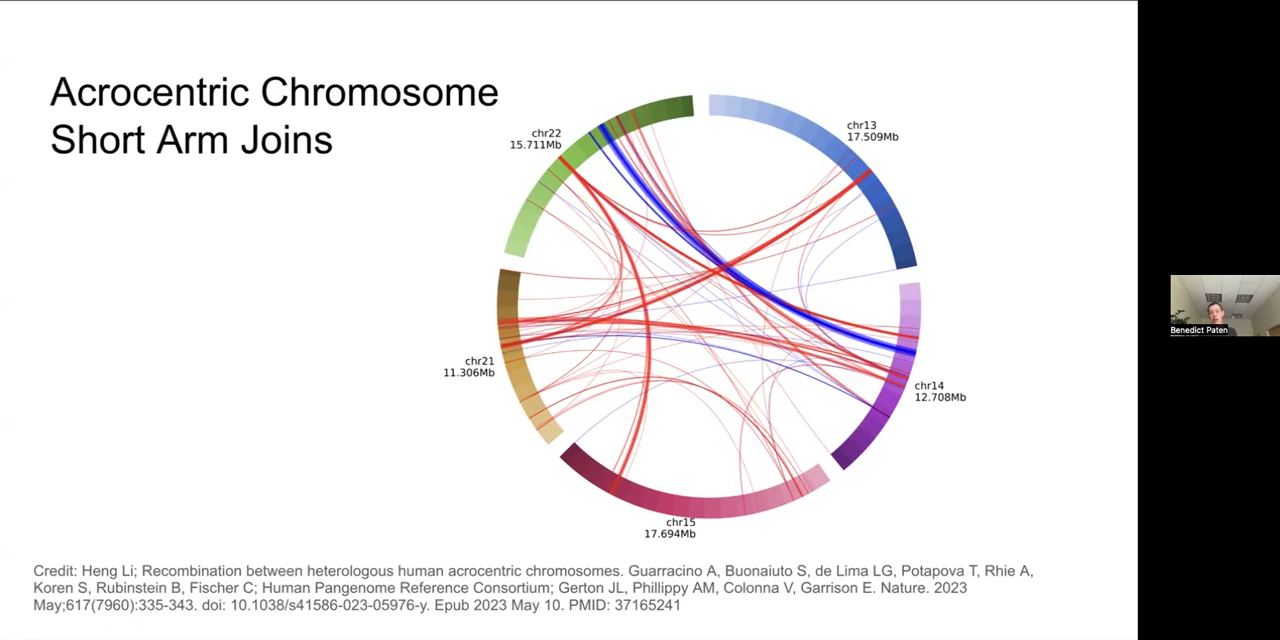 Acrocentric Chromosome
Short Arm Joins
chr22
15.711Mb
chr13
17.509Mb
chr21
11.306Mb
chr14
12.708Mb
chr15
17.694Mb
Benedict Paten
Credit: Heng Li; Recombination between heterologous human acrocentric chromosomes. Guarracino A, Buonaiuto S, de Lima LG, Potapova T, Rhie A,
Koren S, Rubinstein B, Fischer C; Human Pangenome Reference Consortium; Gerton JL, Phillippy AM, Colonna V, Garrison E. Nature. 2023
May;617(7960):335-343. doi: 10.1038/s41586-023-05976-y. Epub 2023 May 10. PMID: 37165241